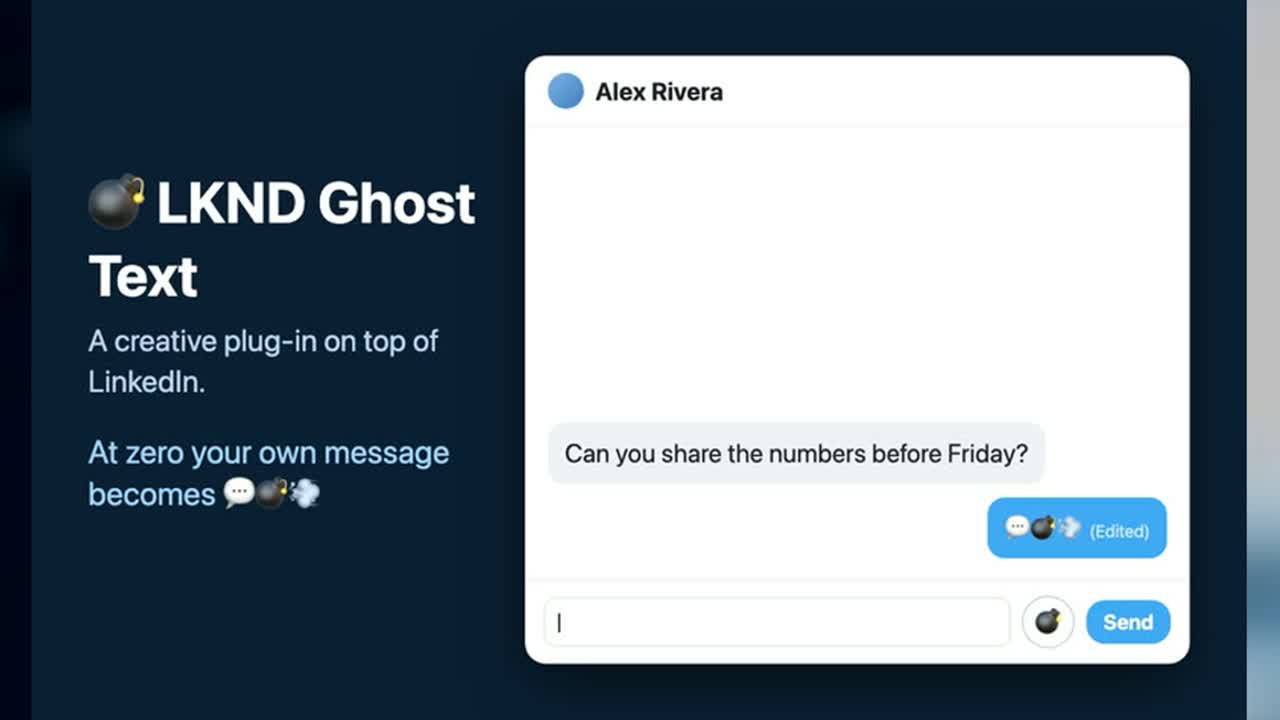 💣 LKND Ghost
Text
A creative plug-in on top of
LinkedIn.
At zero your own message
becomes 💬💣💨
Alex Rivera
Can you share the numbers before Friday?
💬💣💨 (Edited)
Send